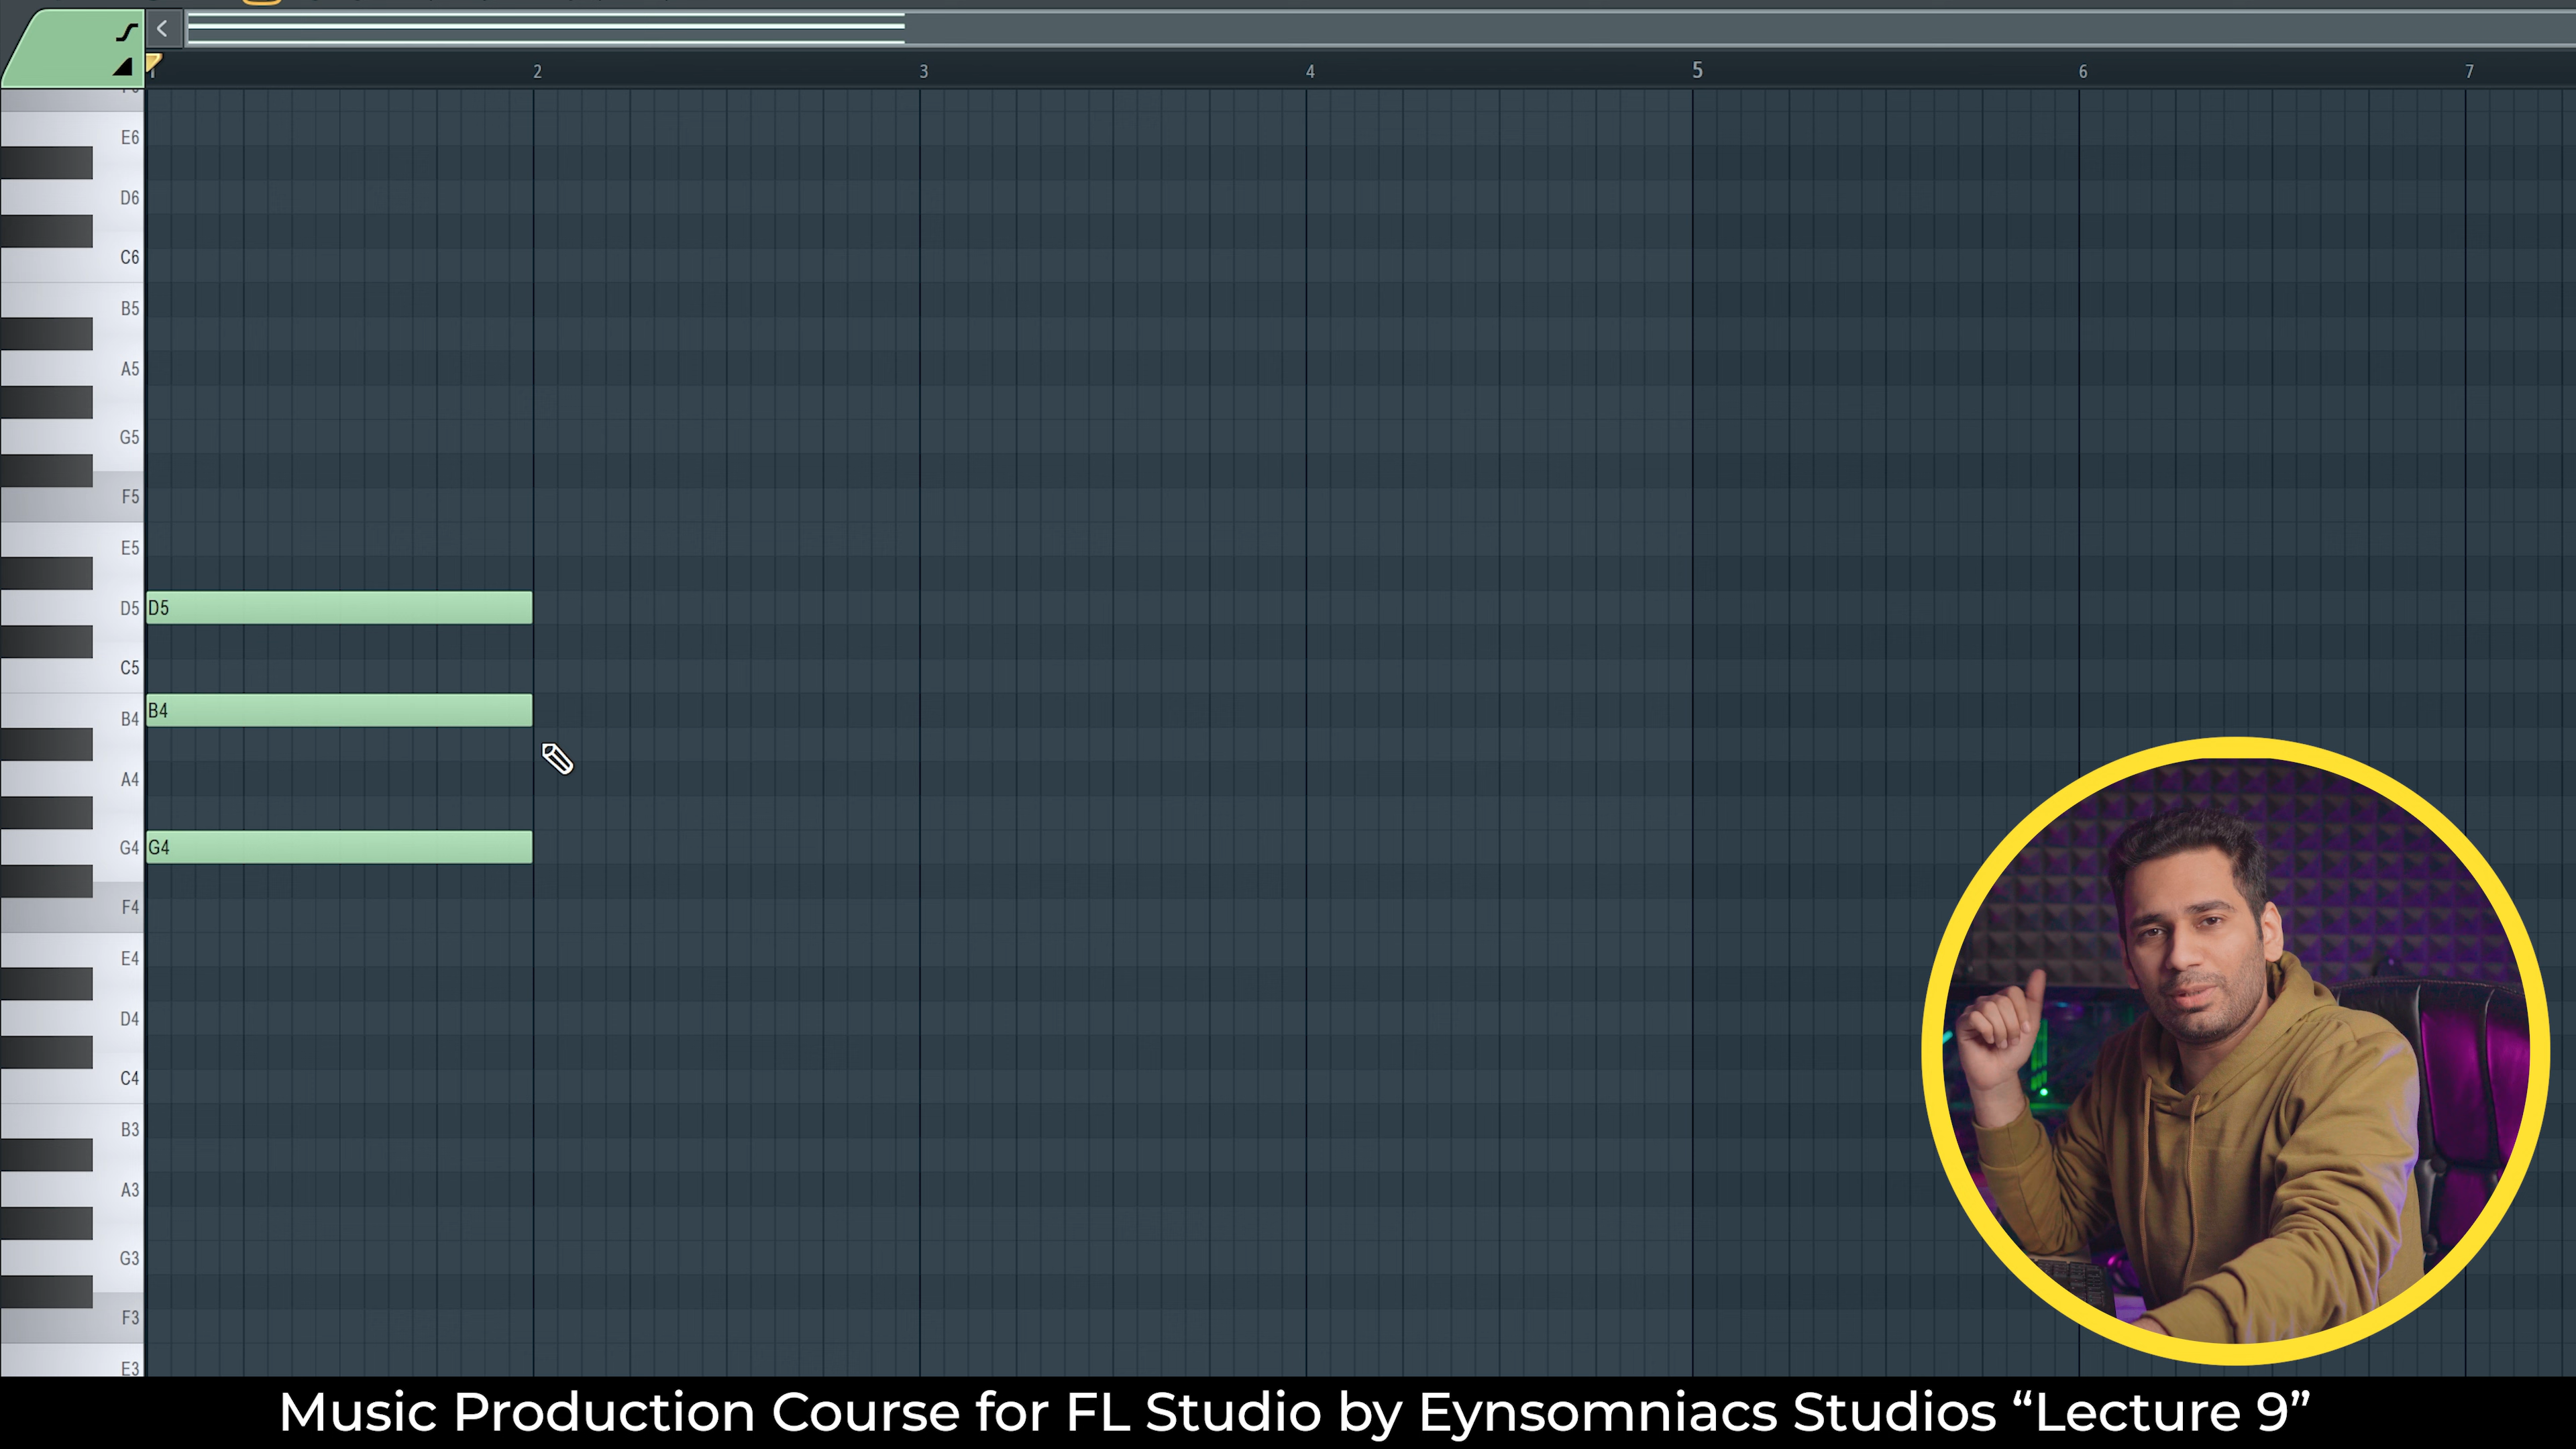 2 3 4 5 6 7
E6
D6
C6
B5
A5
G5
F5
E5
D5 D5
C5
B4 B4
A4
G4 G4
F4
E4
D4
C4
B3
A3
G3
F3
E3
Music Production Course for FL Studio by Eynsomniacs Studios “Lecture 9”